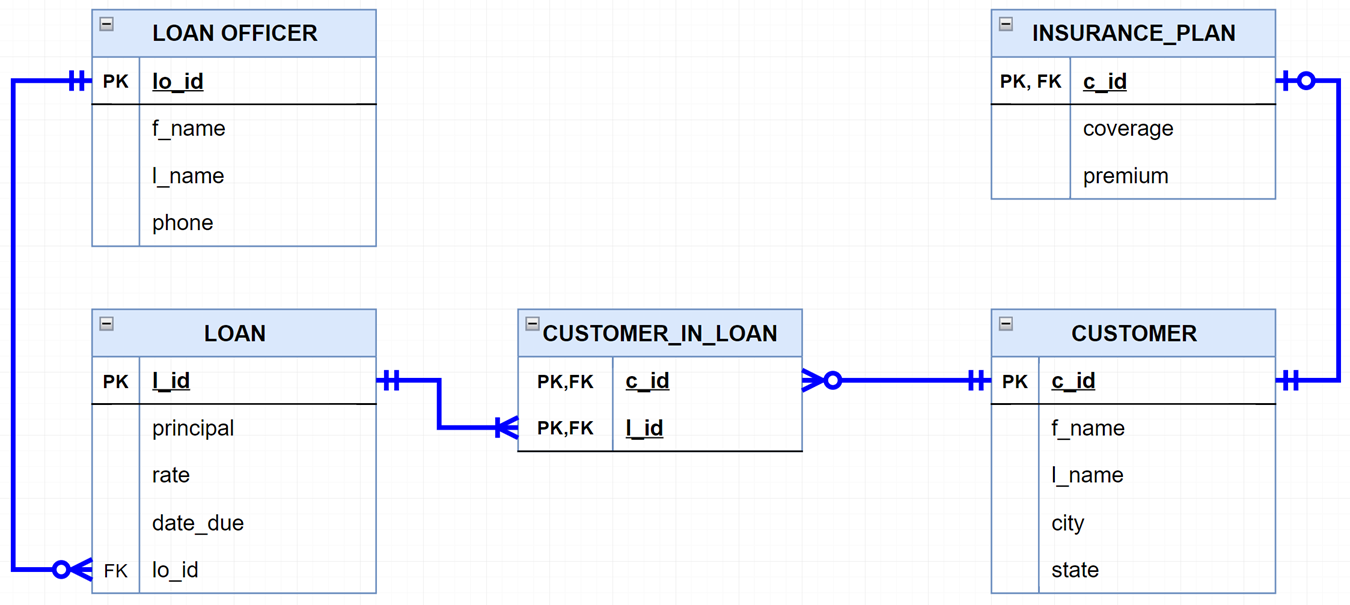 LOAN OFFICER
PK lo_id
f_name
l_name
phone
INSURANCE_PLAN
PK, FK c_id
coverage
premium
LOAN
PK l_id
principal
rate
date_due
FK lo_id
CUSTOMER_IN_LOAN
PK,FK c_id
PK,FK l_id
CUSTOMER
PK c_id
f_name
l_name
city
state